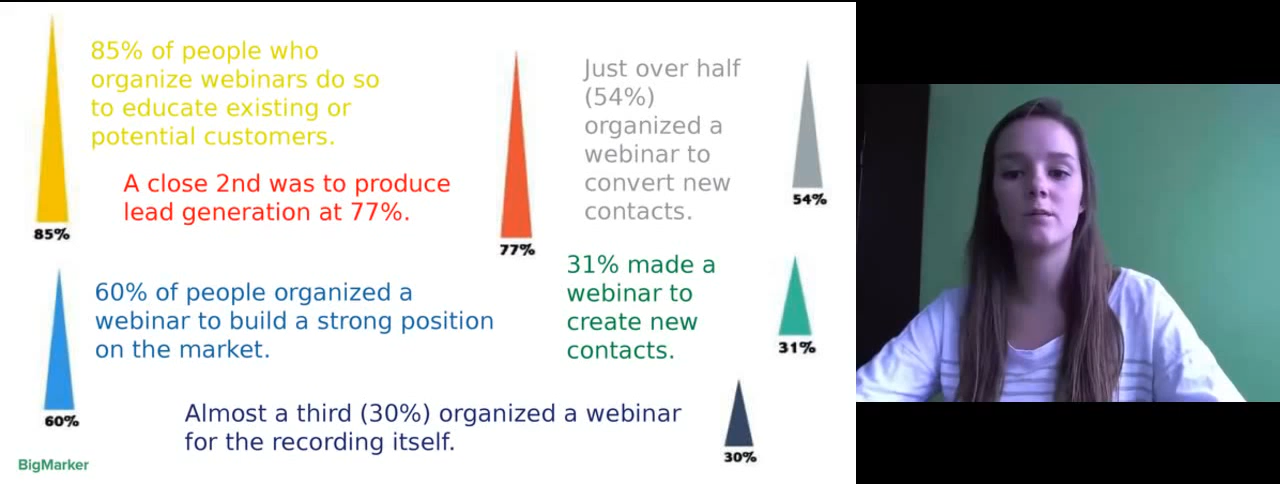 85% of people who
organize webinars do so
to educate existing or
potential customers.
85%
A close 2nd was to produce
lead generation at 77%.
77%
Just over half
(54%)
organized a
webinar to
convert new
contacts.
54%
60% of people organized a
webinar to build a strong position
on the market.
60%
31% made a
webinar to
create new
contacts.
31%
Almost a third (30%) organized a webinar
for the recording itself.
30%
BigMarker